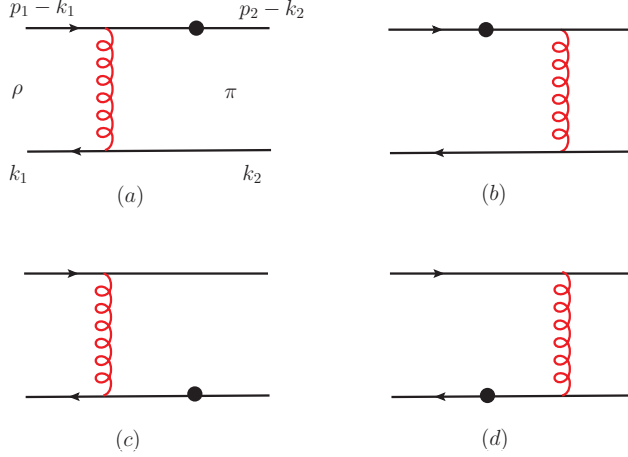 p₁ − k₁ p₂ − k₂
ρ π
k₁ k₂
(a) (b)
(c) (d)